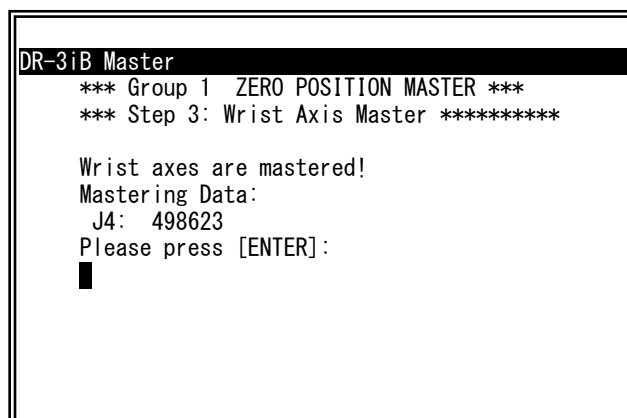 DR-3iB Master
*** Group 1  ZERO POSITION MASTER ***
*** Step 3: Wrist Axis Master **********
Wrist axes are mastered!
Mastering Data:
J4:  498623
Please press [ENTER]: